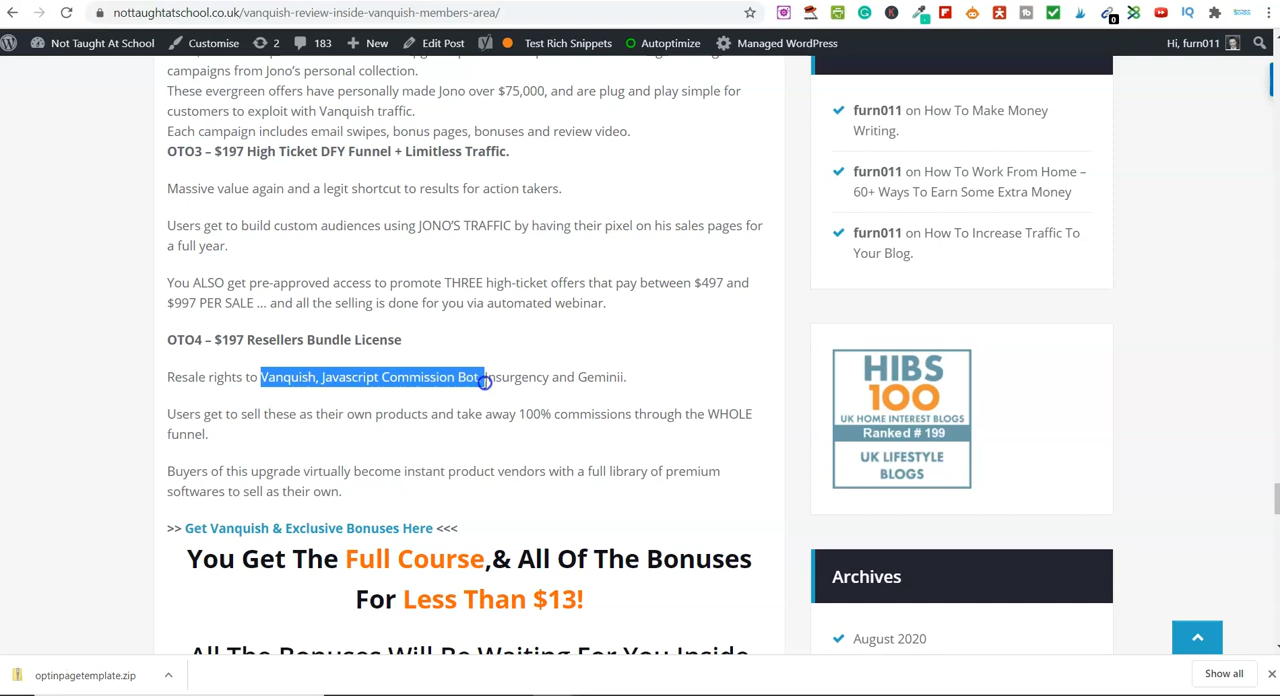 nottaughtatschool.co.uk/vanquish-review-inside-vanquish-members-area/
Not Taught At School Customise 2 183 New Edit Post Test Rich Snippets Autoptimize Managed WordPress Hi, furn011
campaigns from Jono's personal collection.
These evergreen offers have personally made Jono over $75,000, and are plug and play simple for
customers to exploit with Vanquish traffic.
Each campaign includes email swipes, bonus pages, bonuses and review video.
OTO3 – $197 High Ticket DFY Funnel + Limitless Traffic.
Massive value again and a legit shortcut to results for action takers.
Users get to build custom audiences using JONO'S TRAFFIC by having their pixel on his sales pages for
a full year.
You ALSO get pre-approved access to promote THREE high-ticket offers that pay between $497 and
$997 PER SALE … and all the selling is done for you via automated webinar.
OTO4 – $197 Resellers Bundle License
Resale rights to Vanquish, Javascript Commission Bot, Insurgency and Geminii.
Users get to sell these as their own products and take away 100% commissions through the WHOLE
funnel.
Buyers of this upgrade virtually become instant product vendors with a full library of premium
softwares to sell as their own.
>> Get Vanquish & Exclusive Bonuses Here <<<
You Get The Full Course,& All Of The Bonuses
For Less Than $13!
All The Bonuses Will Be Waiting For You Inside
furn011 on How To Make Money
Writing.
furn011 on How To Work From Home –
60+ Ways To Earn Some Extra Money
furn011 on How To Increase Traffic To
Your Blog.
HIBS
100
UK HOME INTEREST BLOGS
Ranked # 199
UK LIFESTYLE
BLOGS
Archives
August 2020
optinpagetemplate.zip
Show all